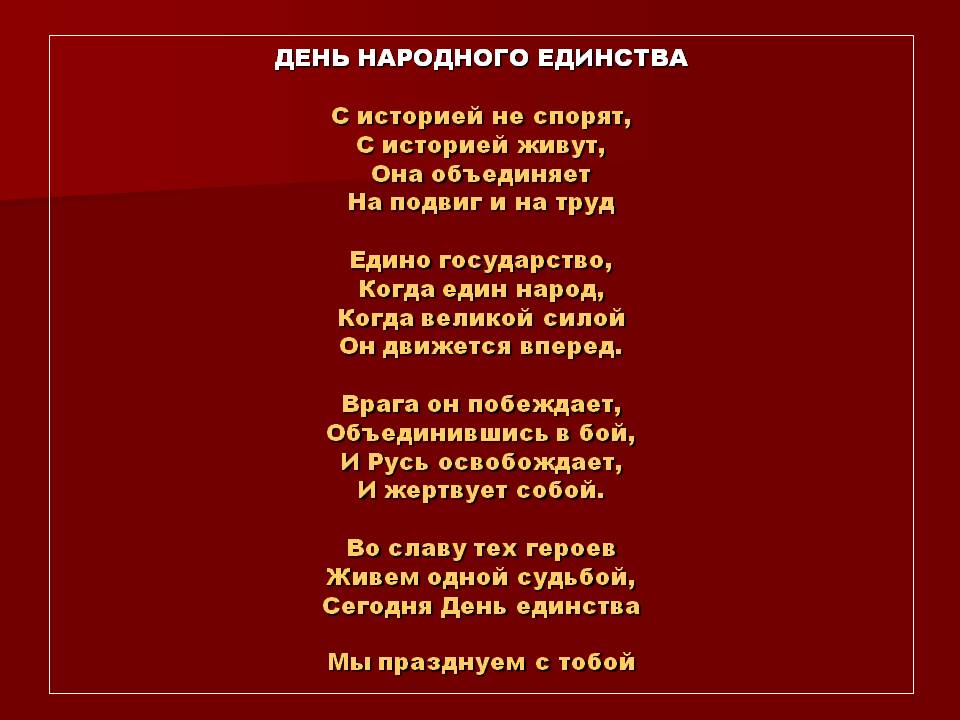 ДЕНЬ НАРОДНОГО ЕДИНСТВА
С историей не спорят,
С историей живут,
Она объединяет
На подвиг и на труд
Едино государство,
Когда един народ,
Когда великой силой
Он движется вперед.
Врага он побеждает,
Объединившись в бой,
И Русь освобождает,
И жертвует собой.
Во славу тех героев
Живем одной судьбой,
Сегодня День единства
Мы празднуем с тобой